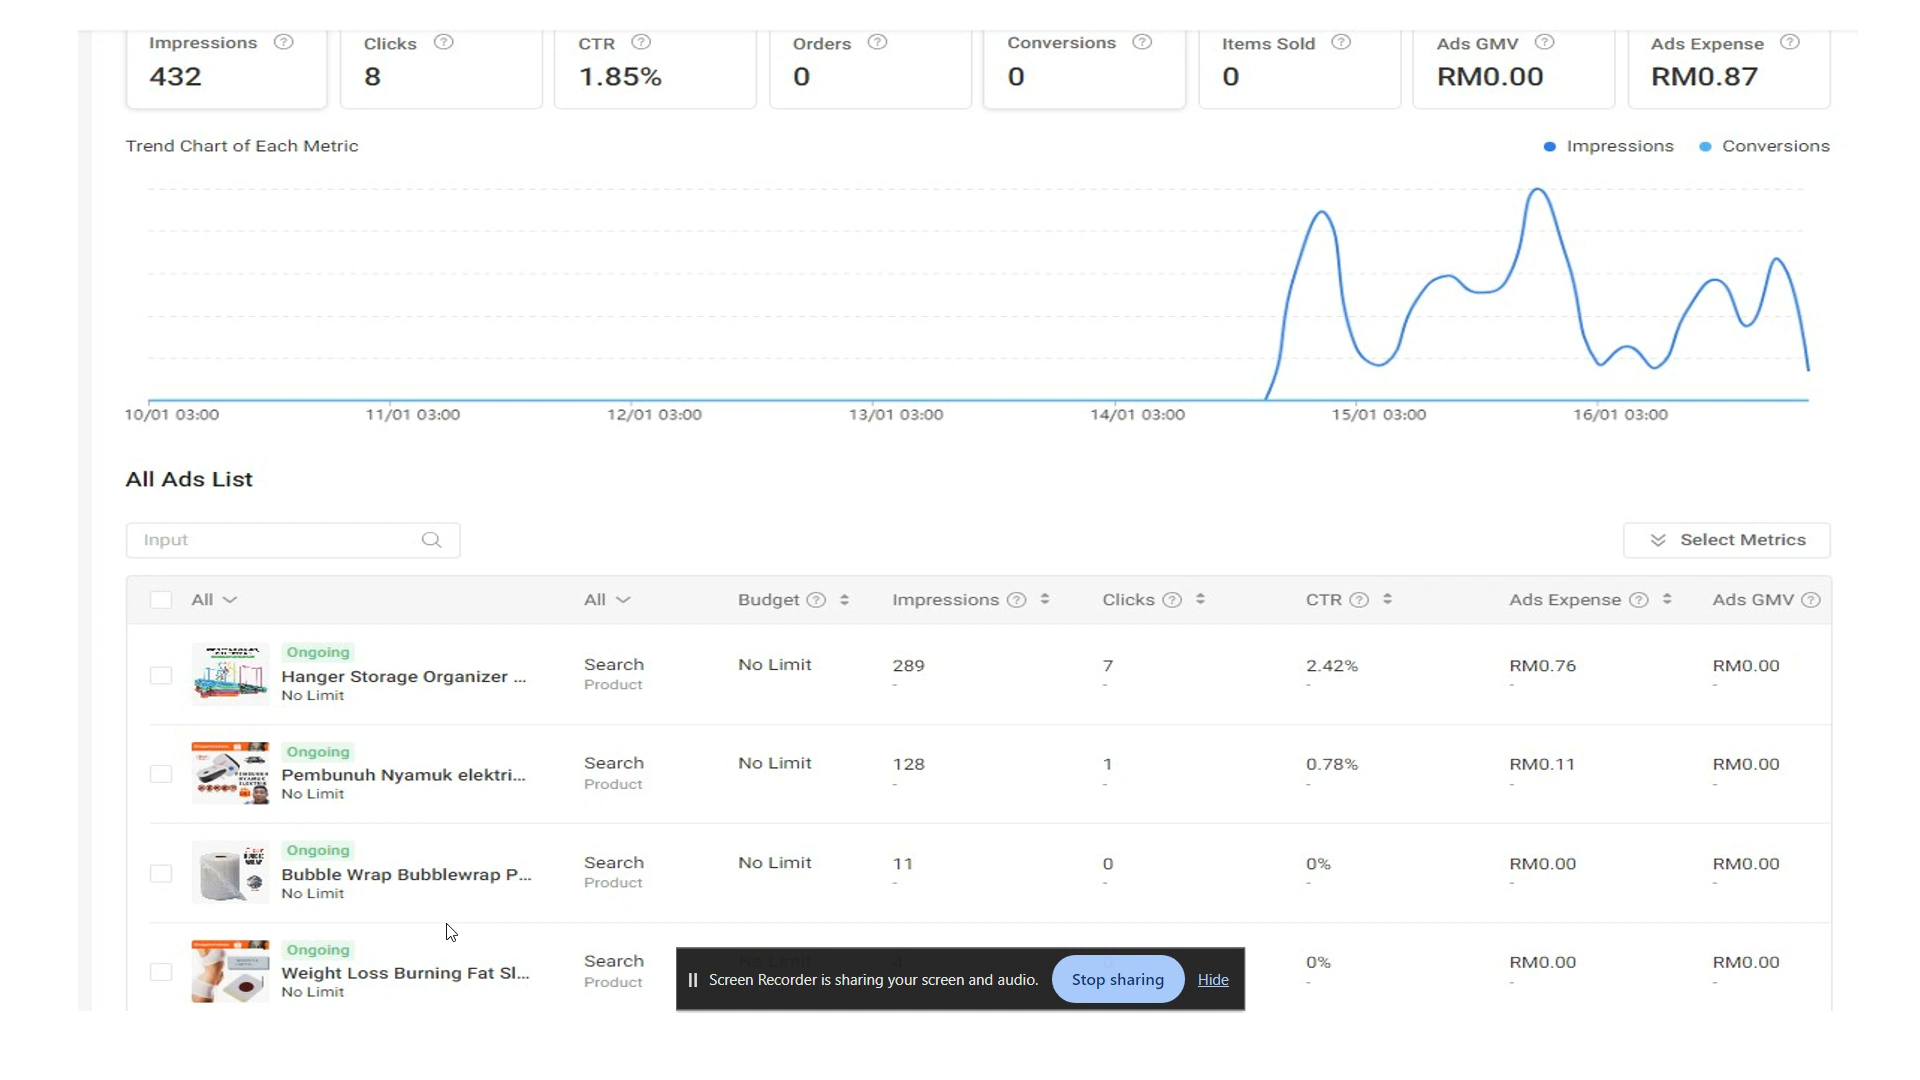 Impressions Clicks CTR Orders Conversions Items Sold Ads GMV Ads Expense
432 8 1.85% 0 0 0 RM0.00 RM0.87
Trend Chart of Each Metric Impressions Conversions
10/01 03:00 11/01 03:00 12/01 03:00 13/01 03:00 14/01 03:00 15/01 03:00 16/01 03:00
All Ads List
Input Select Metrics
All All Budget Impressions Clicks CTR Ads Expense Ads GMV
Ongoing
Hanger Storage Organizer ... Search No Limit 289 7 2.42% RM0.76 RM0.00
No Limit Product - - - - -
Ongoing
Pembunuh Nyamuk elektri... Search No Limit 128 1 0.78% RM0.11 RM0.00
No Limit Product - - - - -
Ongoing
Bubble Wrap Bubblewrap P... Search No Limit 11 0 0% RM0.00 RM0.00
No Limit Product - - - - -
Ongoing
Weight Loss Burning Fat Sl... Search 0% RM0.00 RM0.00
No Limit Product - - -
Screen Recorder is sharing your screen and audio. Stop sharing Hide